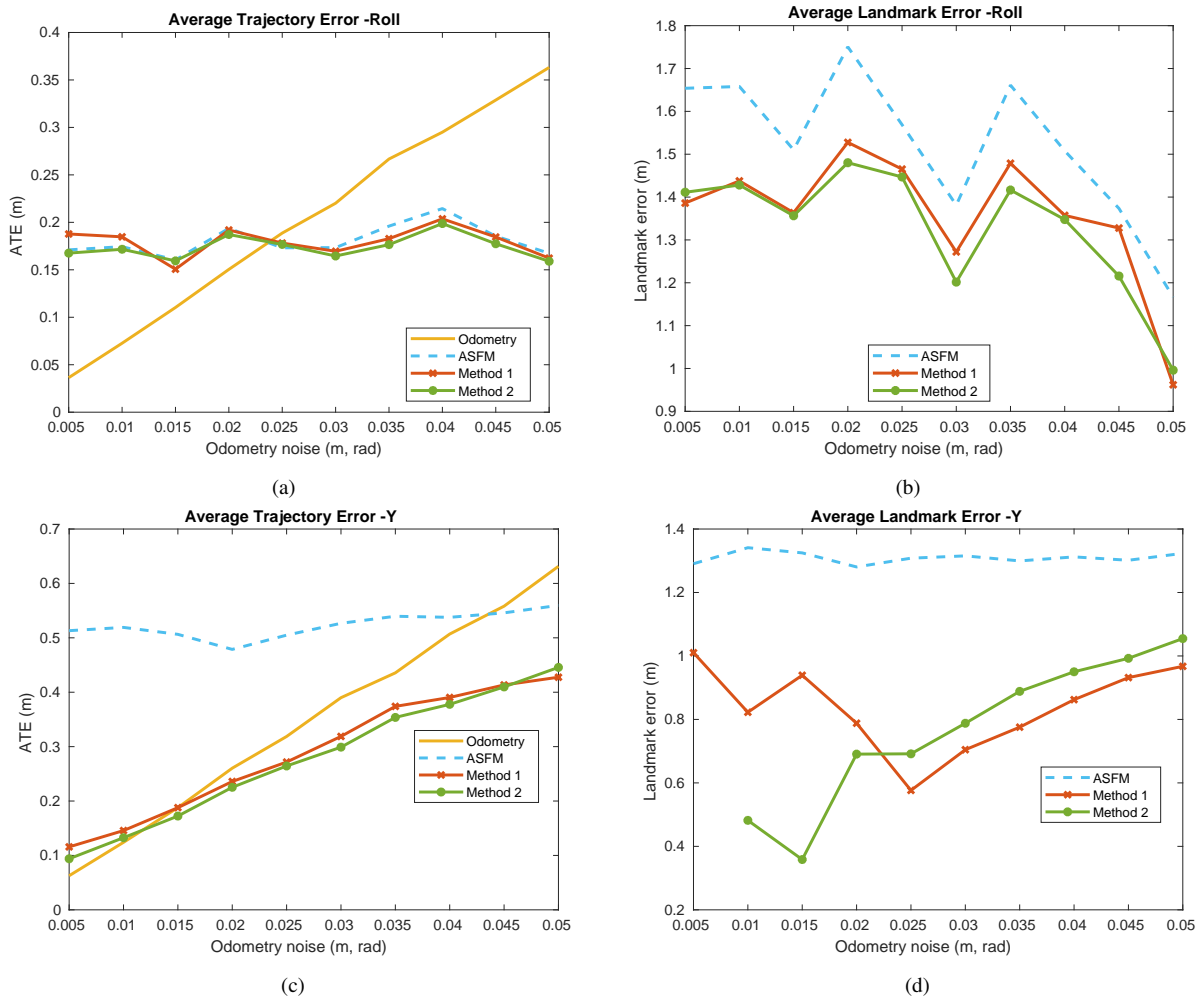 Average Trajectory Error -Roll
0.4
0.35
0.3
0.25
0.2
0.15
0.1
0.05
0
ATE (m)
Odometry
ASFM
Method 1
Method 2
0.005 0.01 0.015 0.02 0.025 0.03 0.035 0.04 0.045 0.05
Odometry noise (m, rad)
(a)
Average Landmark Error -Roll
1.8
1.7
1.6
1.5
1.4
1.3
1.2
1.1
1
0.9
Landmark error (m)
ASFM
Method 1
Method 2
0.005 0.01 0.015 0.02 0.025 0.03 0.035 0.04 0.045 0.05
Odometry noise (m, rad)
(b)
Average Trajectory Error -Y
0.7
0.6
0.5
0.4
0.3
0.2
0.1
0
ATE (m)
Odometry
ASFM
Method 1
Method 2
0.005 0.01 0.015 0.02 0.025 0.03 0.035 0.04 0.045 0.05
Odometry noise (m, rad)
(c)
Average Landmark Error -Y
1.4
1.2
1
0.8
0.6
0.4
0.2
Landmark error (m)
ASFM
Method 1
Method 2
0.005 0.01 0.015 0.02 0.025 0.03 0.035 0.04 0.045 0.05
Odometry noise (m, rad)
(d)